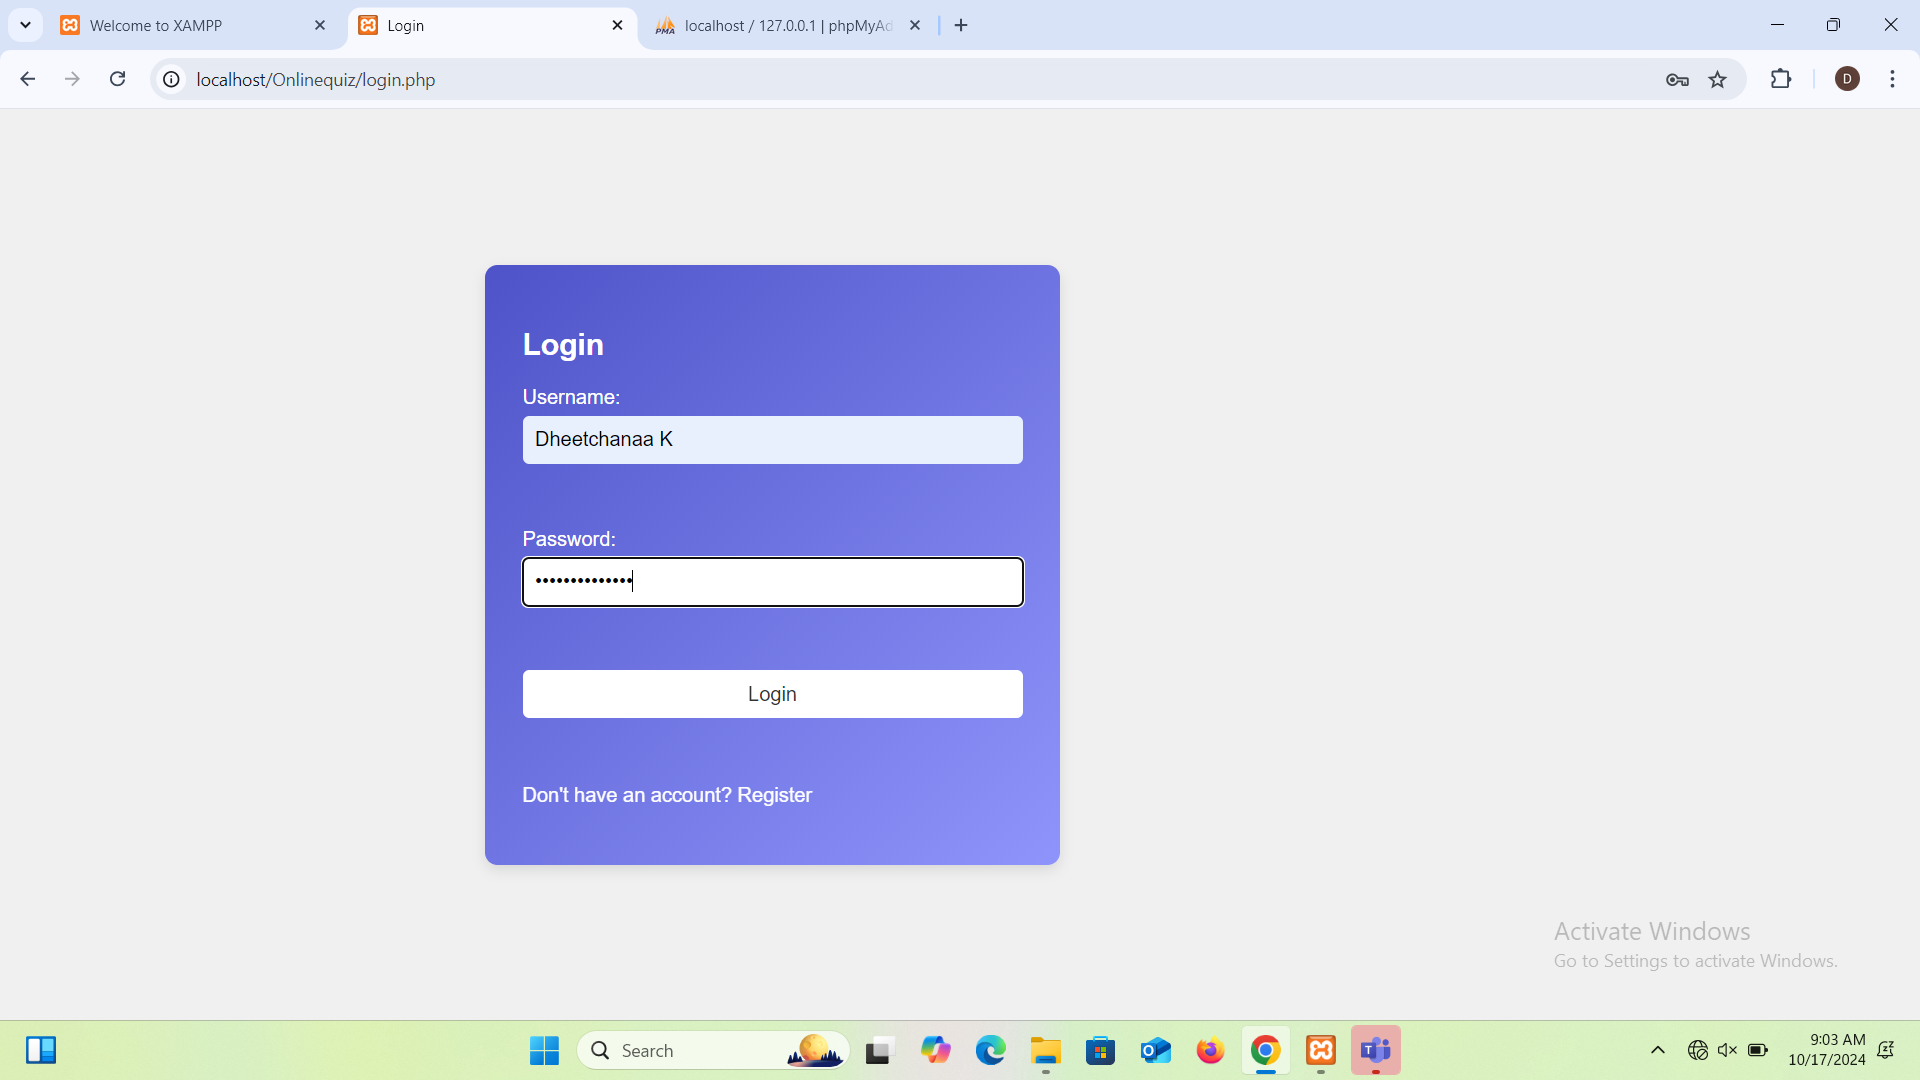 Welcome to XAMPP
Login
localhost / 127.0.0.1 | phpMyAd
localhost/Onlinequiz/login.php
D
Login
Username:
Dheetchanaa K
Password:
••••••••••••••
Login
Don't have an account? Register
Activate Windows
Go to Settings to activate Windows.
Search
9:03 AM
10/17/2024